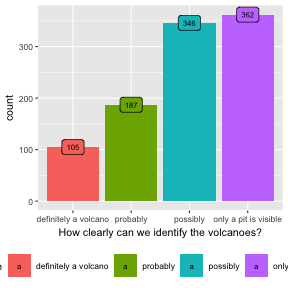 362
346
300
187
200
count
105
100
0
definitely a volcano probably possibly only a pit is visible
How clearly can we identify the volcanoes?
e a definitely a volcano a probably a possibly a only